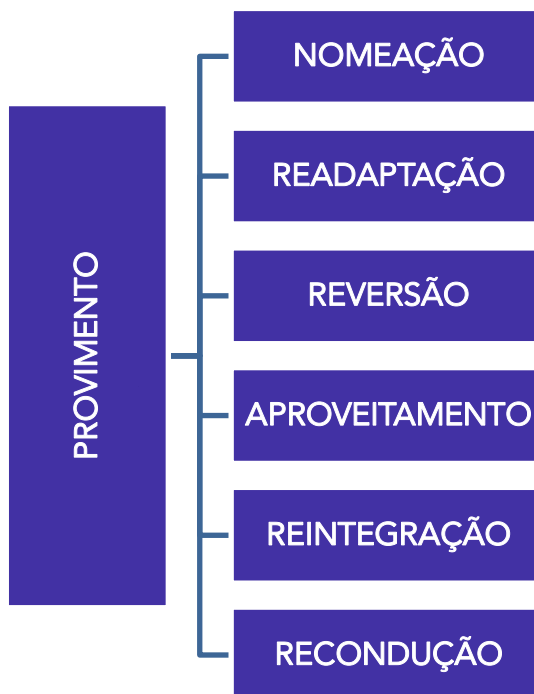 PROVIMENTO
NOMEAÇÃO
READAPTAÇÃO
REVERSÃO
APROVEITAMENTO
REINTEGRAÇÃO
RECONDUÇÃO